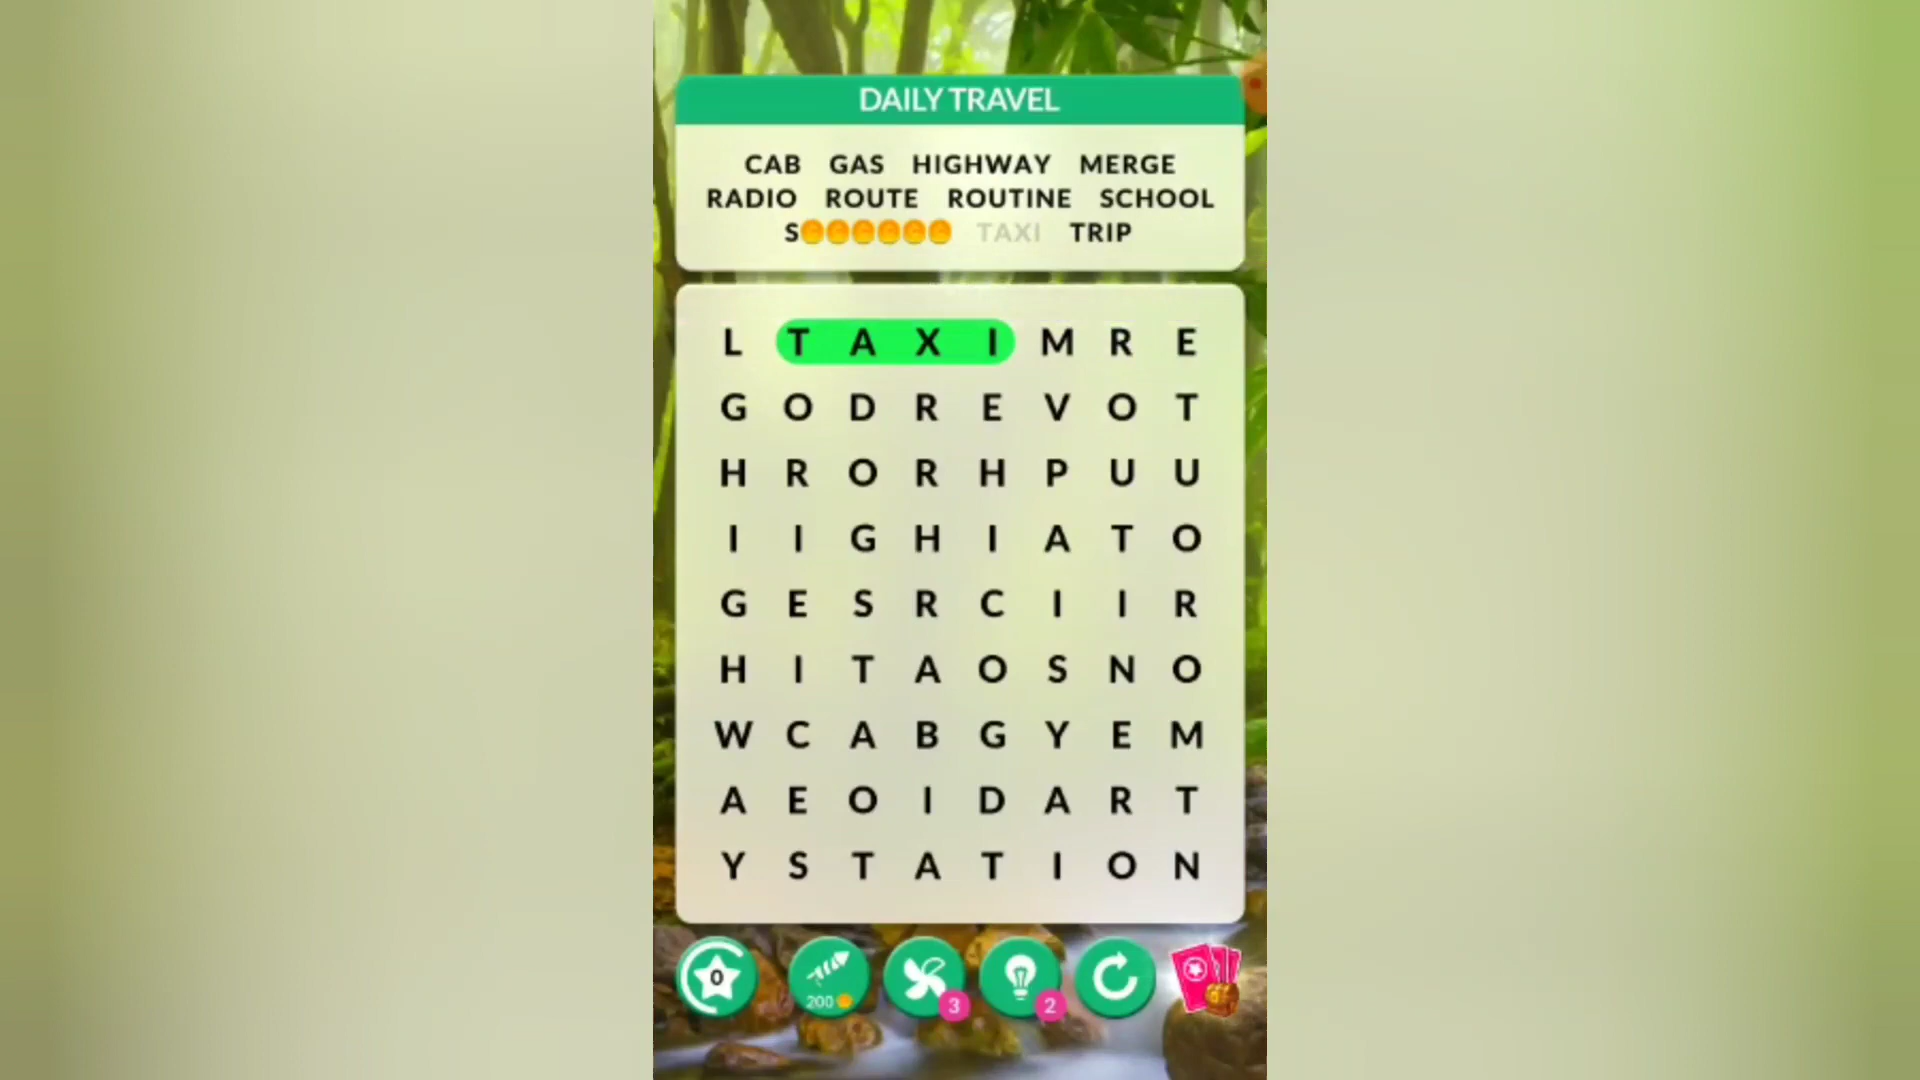 DAILY TRAVEL
CAB GAS HIGHWAY MERGE
RADIO ROUTE ROUTINE SCHOOL
S TAXI TRIP
L T A X I M R E
G O D R E V O T
H R O R H P U U
I I G H I A T O
G E S R C I I R
H I T A O S N O
W C A B G Y E M
A E O I D A R T
Y S T A T I O N
0 200 3 2